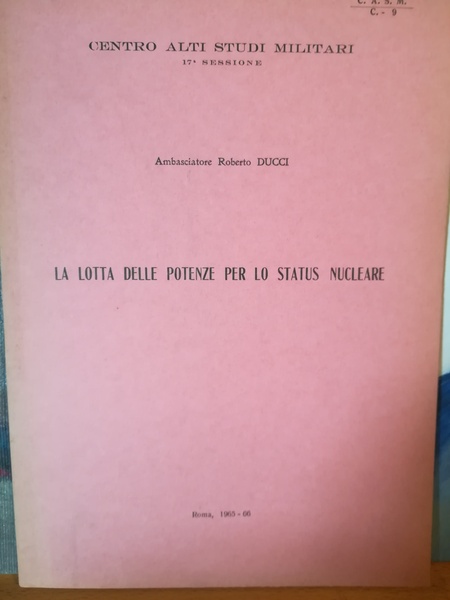 C. A. S. M.
C. - 9
CENTRO ALTI STUDI MILITARI
17ª SESSIONE
Ambasciatore Roberto DUCCI
LA LOTTA DELLE POTENZE PER LO STATUS NUCLEARE
Roma, 1965 - 66